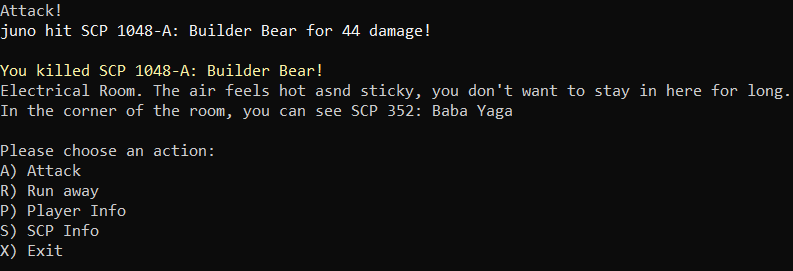 Attack!
juno hit SCP 1048-A: Builder Bear for 44 damage!
You killed SCP 1048-A: Builder Bear!
Electrical Room. The air feels hot asnd sticky, you don't want to stay in here for long.
In the corner of the room, you can see SCP 352: Baba Yaga
Please choose an action:
A) Attack
R) Run away
P) Player Info
S) SCP Info
X) Exit